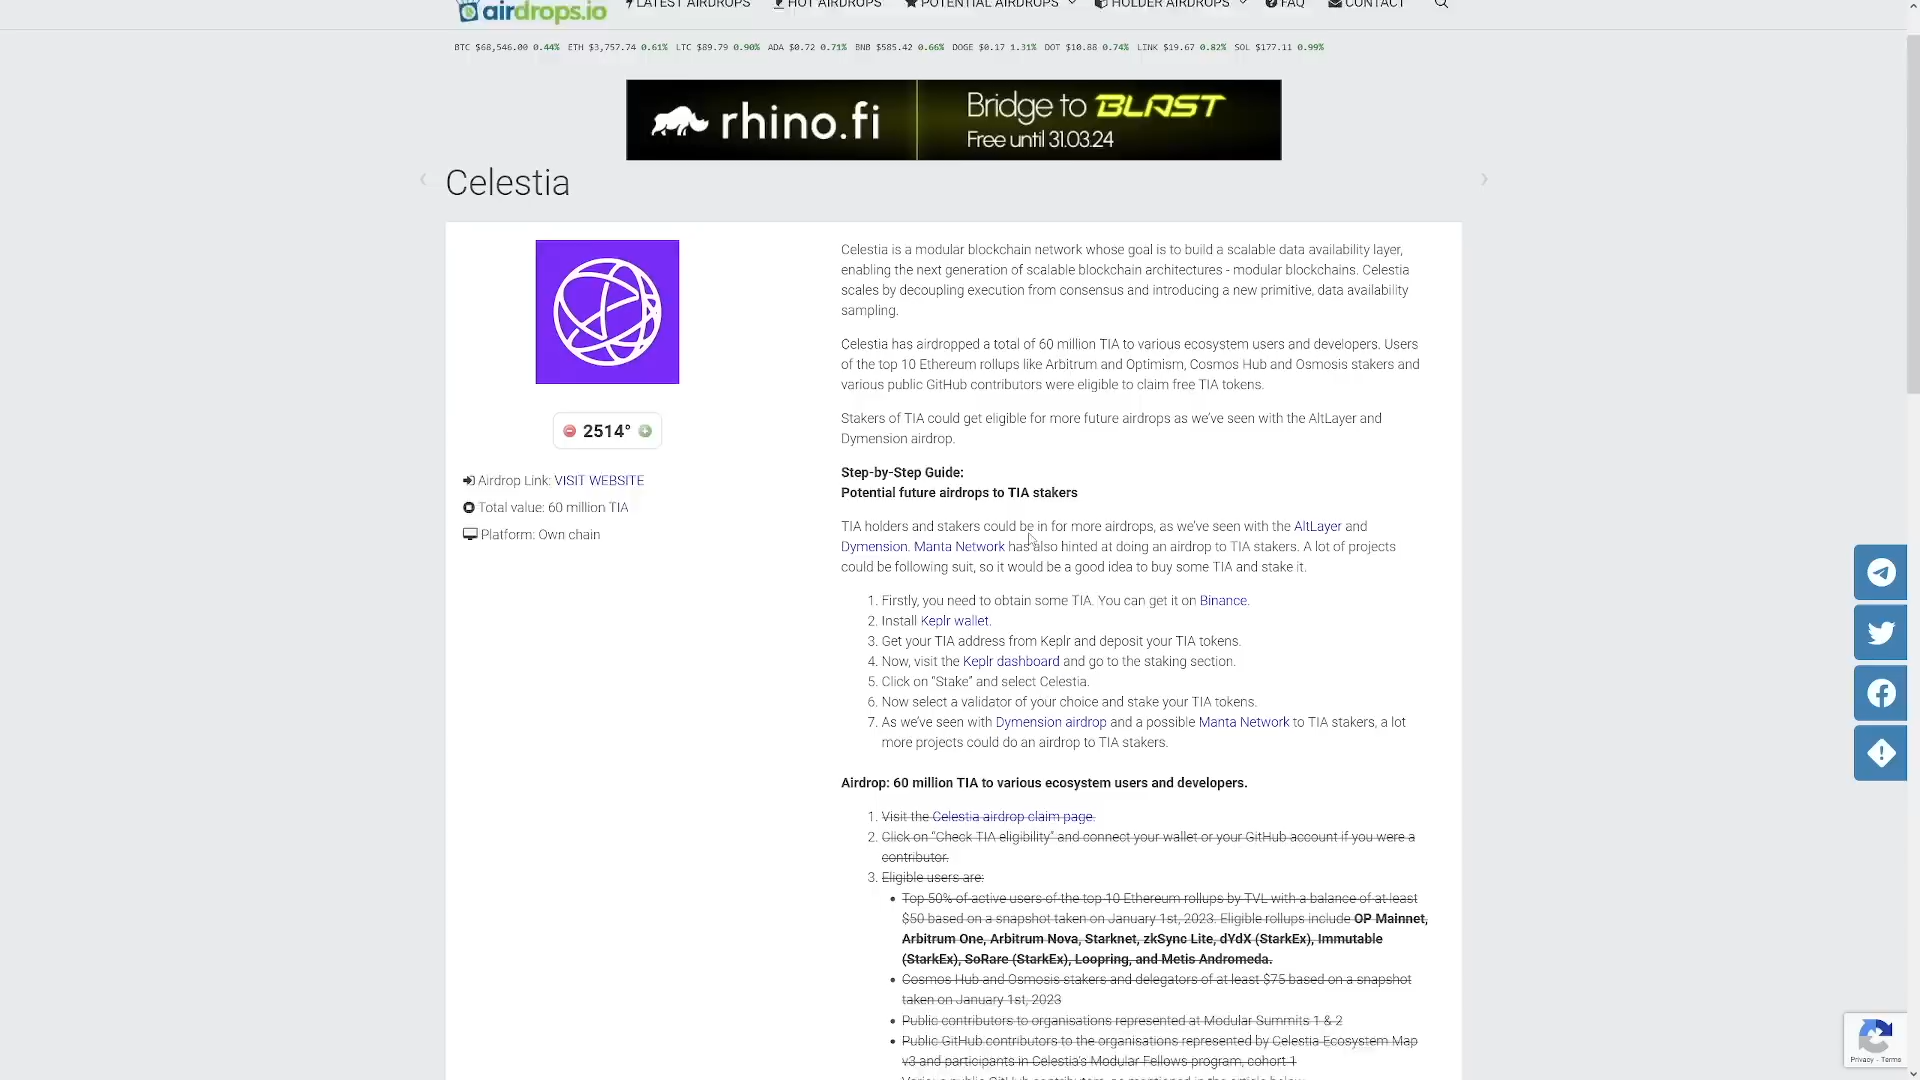 airdrops.io LATEST AIRDROPS HOT AIRDROPS POTENTIAL AIRDROPS HOLDER AIRDROPS FAQ CONTACT
BTC $68,546.00 0.44% ETH $3,757.74 0.61% LTC $89.79 0.90% ADA $0.72 0.71% BNB $585.42 0.66% DOGE $0.17 1.31% DOT $10.88 0.74% LINK $19.67 0.82% SOL $177.11 0.99%
rhino.fi
Bridge to BLAST
Free until 31.03.24
Celestia
2514°
Airdrop Link: VISIT WEBSITE
Total value: 60 million TIA
Platform: Own chain
Celestia is a modular blockchain network whose goal is to build a scalable data availability layer,
enabling the next generation of scalable blockchain architectures - modular blockchains. Celestia
scales by decoupling execution from consensus and introducing a new primitive, data availability
sampling.
Celestia has airdropped a total of 60 million TIA to various ecosystem users and developers. Users
of the top 10 Ethereum rollups like Arbitrum and Optimism, Cosmos Hub and Osmosis stakers and
various public GitHub contributors were eligible to claim free TIA tokens.
Stakers of TIA could get eligible for more future airdrops as we've seen with the AltLayer and
Dymension airdrop.
Step-by-Step Guide:
Potential future airdrops to TIA stakers
TIA holders and stakers could be in for more airdrops, as we've seen with the AltLayer and
Dymension. Manta Network has also hinted at doing an airdrop to TIA stakers. A lot of projects
could be following suit, so it would be a good idea to buy some TIA and stake it.
1. Firstly, you need to obtain some TIA. You can get it on Binance.
2. Install Keplr wallet.
3. Get your TIA address from Keplr and deposit your TIA tokens.
4. Now, visit the Keplr dashboard and go to the staking section.
5. Click on “Stake” and select Celestia.
6. Now select a validator of your choice and stake your TIA tokens.
7. As we've seen with Dymension airdrop and a possible Manta Network to TIA stakers, a lot
more projects could do an airdrop to TIA stakers.
Airdrop: 60 million TIA to various ecosystem users and developers.
1. Visit the Celestia airdrop claim page.
2. Click on “Check TIA eligibility” and connect your wallet or your GitHub account if you were a
contributor.
3. Eligible users are:
• Top 50% of active users of the top 10 Ethereum rollups by TVL with a balance of at least
$50 based on a snapshot taken on January 1st, 2023. Eligible rollups include OP Mainnet,
Arbitrum One, Arbitrum Nova, Starknet, zkSync Lite, dYdX (StarkEx), Immutable
(StarkEx), SoRare (StarkEx), Loopring, and Metis Andromeda.
• Cosmos Hub and Osmosis stakers and delegators of at least $75 based on a snapshot
taken on January 1st, 2023
• Public contributors to organisations represented at Modular Summits 1 & 2
• Public GitHub contributors to the organisations represented by Celestia Ecosystem Map
v3 and participants in Celestia's Modular Fellows program, cohort 1
Privacy - Terms